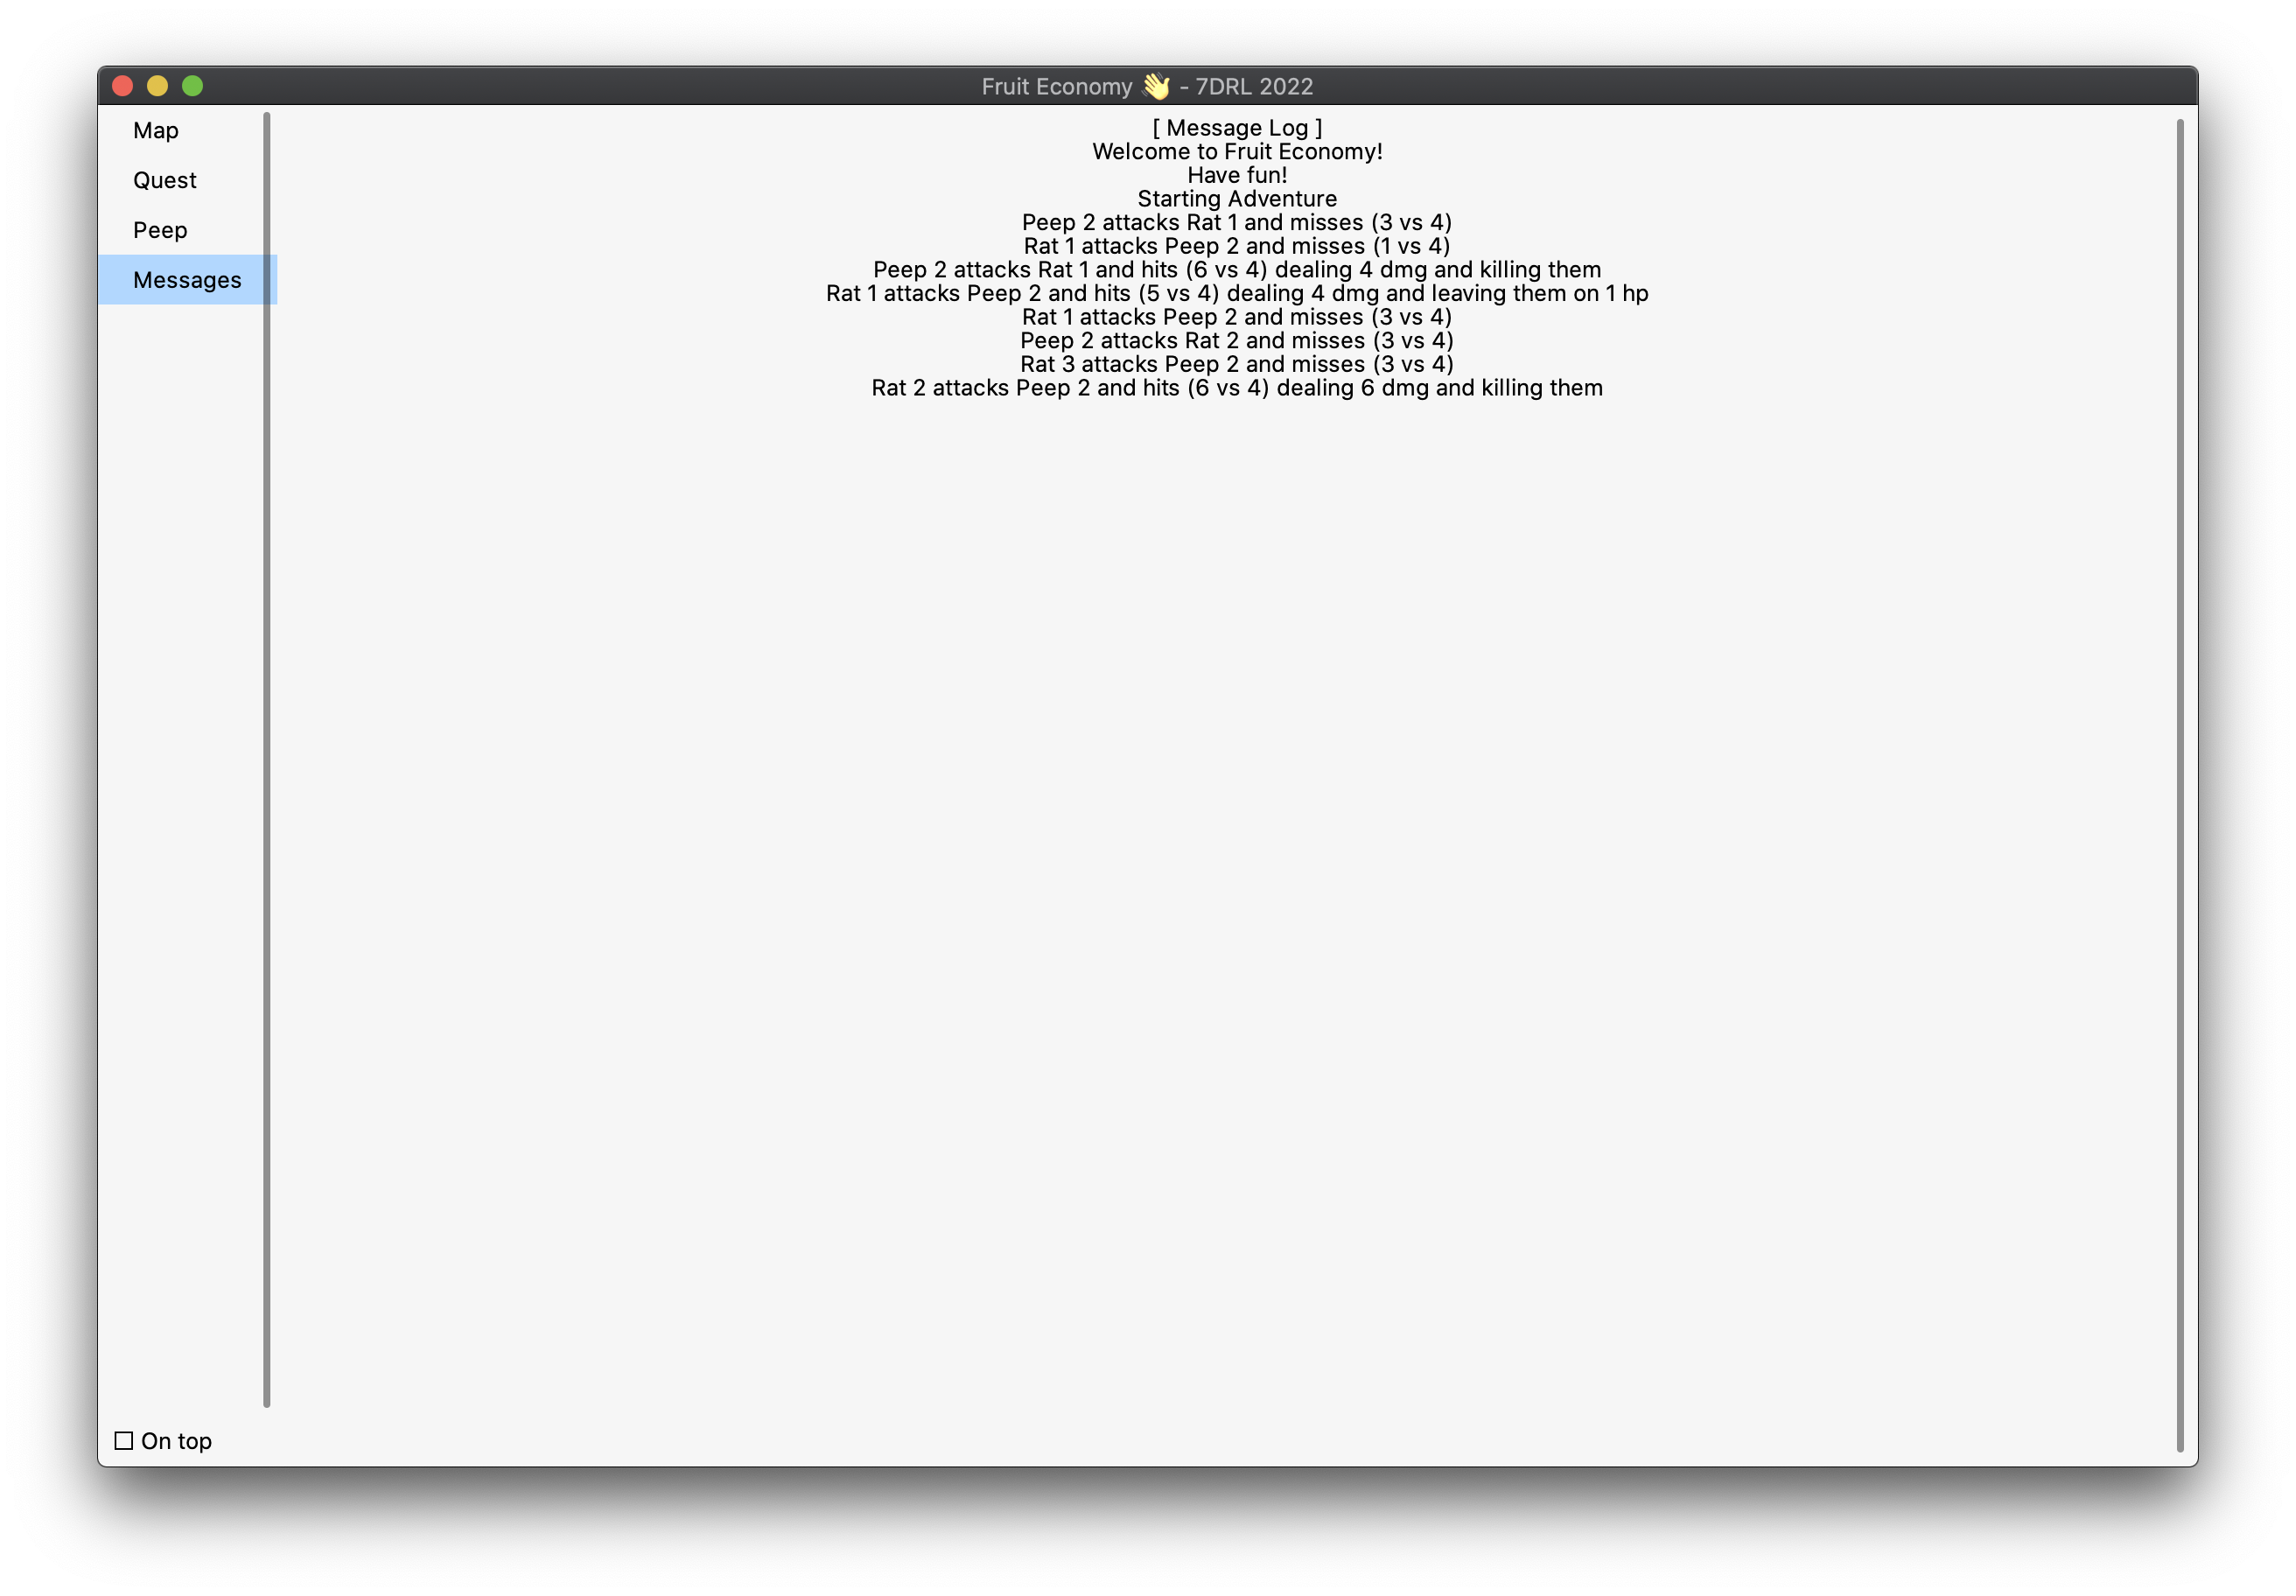 Fruit Economy 👋 - 7DRL 2022
Map
Quest
Peep
Messages
[ Message Log ]
Welcome to Fruit Economy!
Have fun!
Starting Adventure
Peep 2 attacks Rat 1 and misses (3 vs 4)
Rat 1 attacks Peep 2 and misses (1 vs 4)
Peep 2 attacks Rat 1 and hits (6 vs 4) dealing 4 dmg and killing them
Rat 1 attacks Peep 2 and hits (5 vs 4) dealing 4 dmg and leaving them on 1 hp
Rat 1 attacks Peep 2 and misses (3 vs 4)
Peep 2 attacks Rat 2 and misses (3 vs 4)
Rat 3 attacks Peep 2 and misses (3 vs 4)
Rat 2 attacks Peep 2 and hits (6 vs 4) dealing 6 dmg and killing them
On top